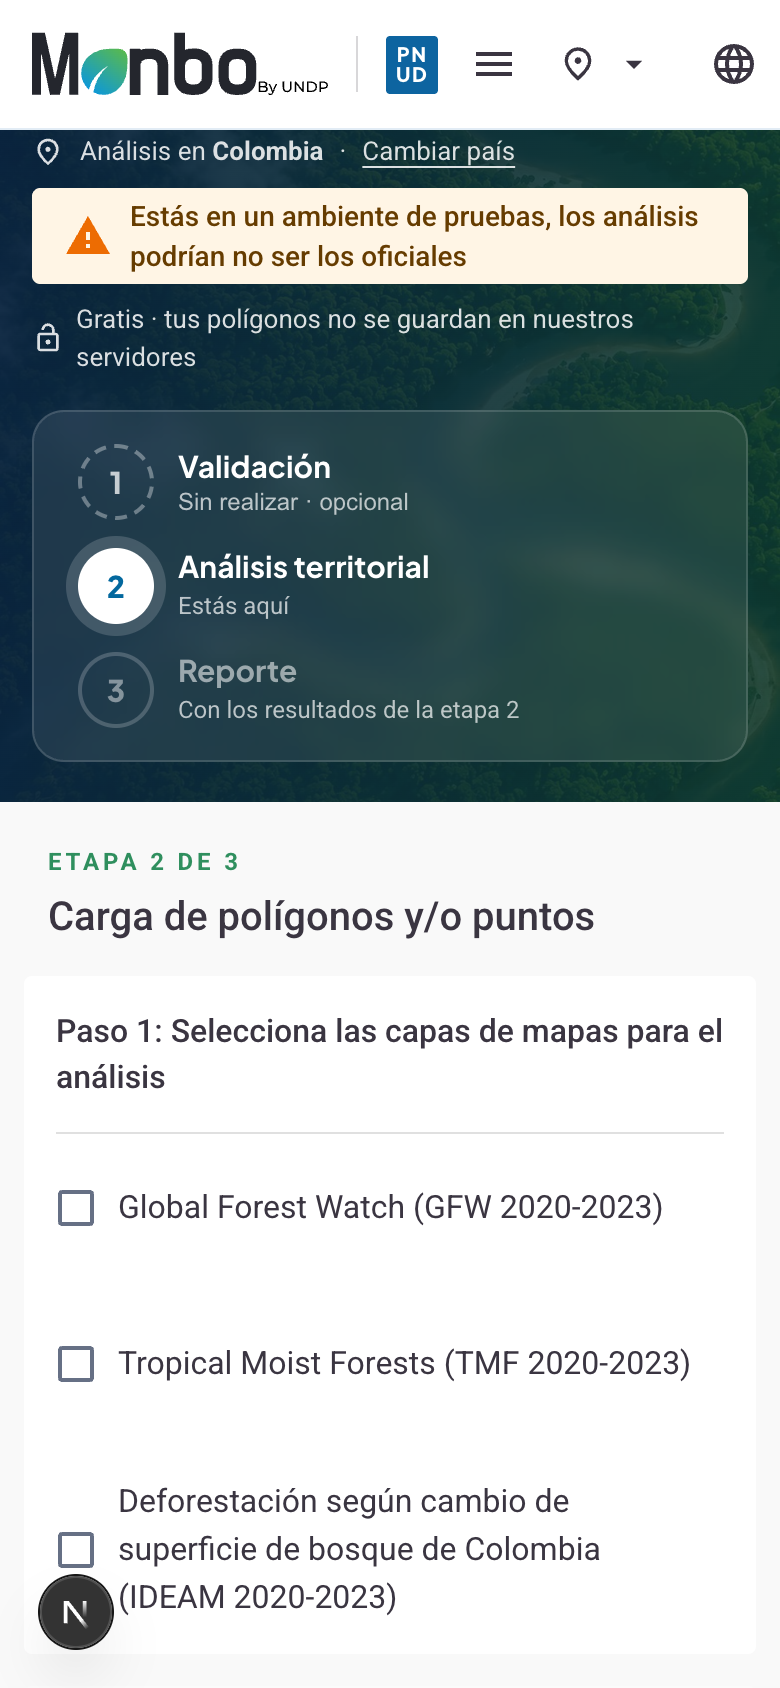 Monbo By UNDP
PN
UD
Análisis en Colombia · Cambiar país
Estás en un ambiente de pruebas, los análisis
podrían no ser los oficiales
Gratis · tus polígonos no se guardan en nuestros
servidores
1
Validación
Sin realizar · opcional
2
Análisis territorial
Estás aquí
3
Reporte
Con los resultados de la etapa 2
ETAPA 2 DE 3
Carga de polígonos y/o puntos
Paso 1: Selecciona las capas de mapas para el
análisis
Global Forest Watch (GFW 2020-2023)
Tropical Moist Forests (TMF 2020-2023)
Deforestación según cambio de
superficie de bosque de Colombia
(IDEAM 2020-2023)
N